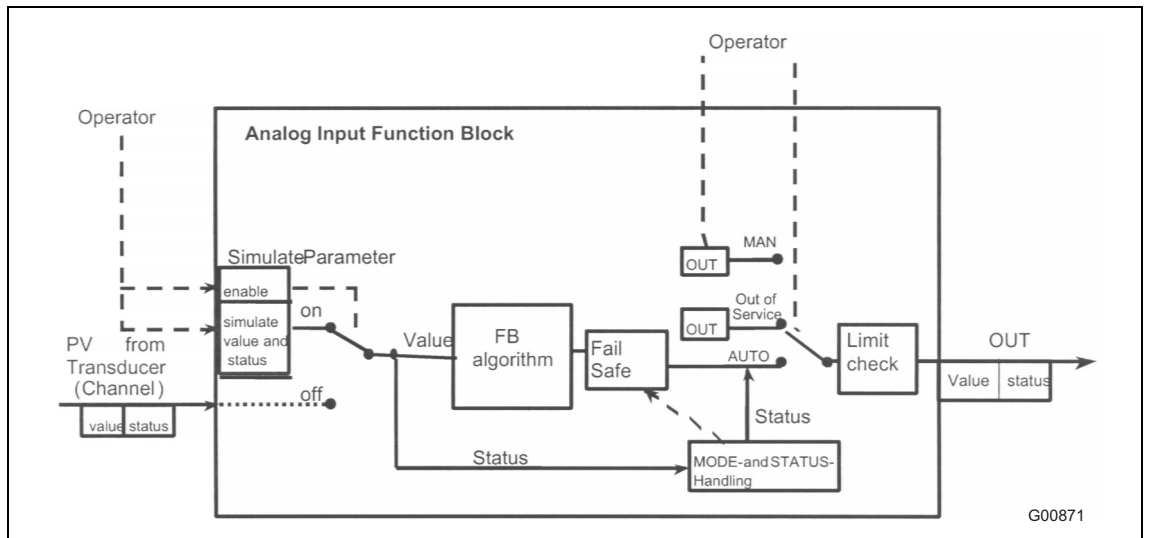 Operator
Operator
Analog Input Function Block
SimulateParameter
enable
simulate
value and
status
on
off
PV from
Transducer
(Channel)
value status
Value
FB
algorithm
Fail
Safe
OUT
MAN
Out of
Service
OUT
AUTO
Status
Status
MODE-and STATUS-
Handling
Limit
check
OUT
Value status
G00871